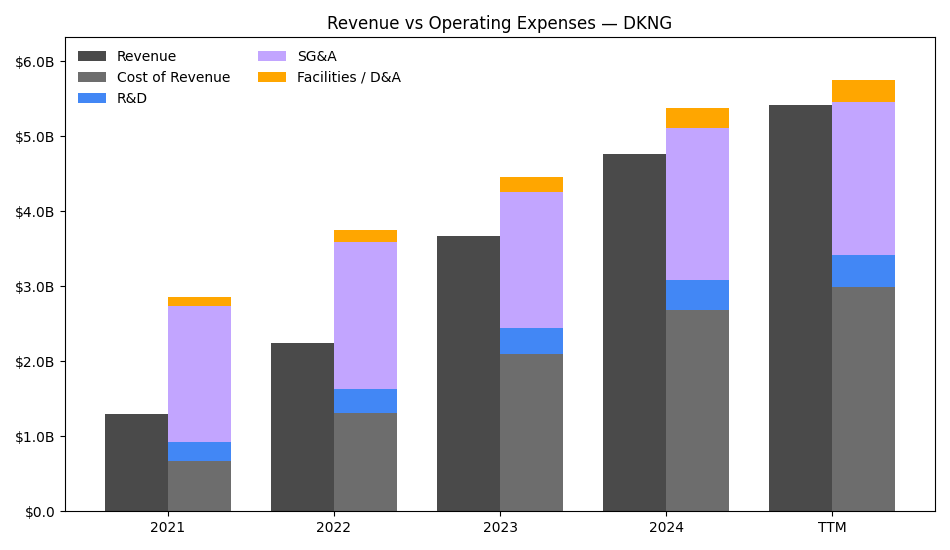 Revenue vs Operating Expenses — DKNG
Revenue
Cost of Revenue
R&D
SG&A
Facilities / D&A
$6.0B
$5.0B
$4.0B
$3.0B
$2.0B
$1.0B
$0.0
2021 2022 2023 2024 TTM